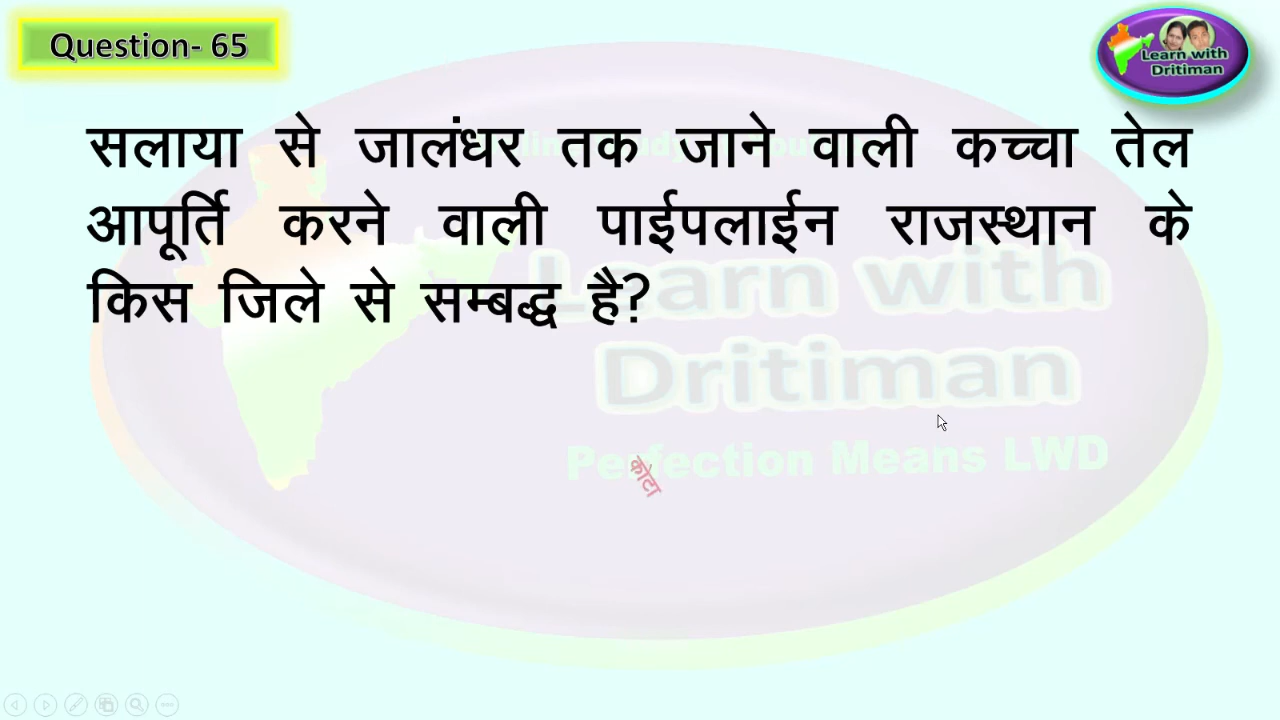 Question- 65
Learn with
Dritiman
सलाया से जालंधर तक जाने वाली कच्चा तेल
आपूर्ति करने वाली पाईपलाईन राजस्थान के
किस जिले से सम्बद्ध है?
Learn with
Dritiman
Perfection Means LWD
कोटा